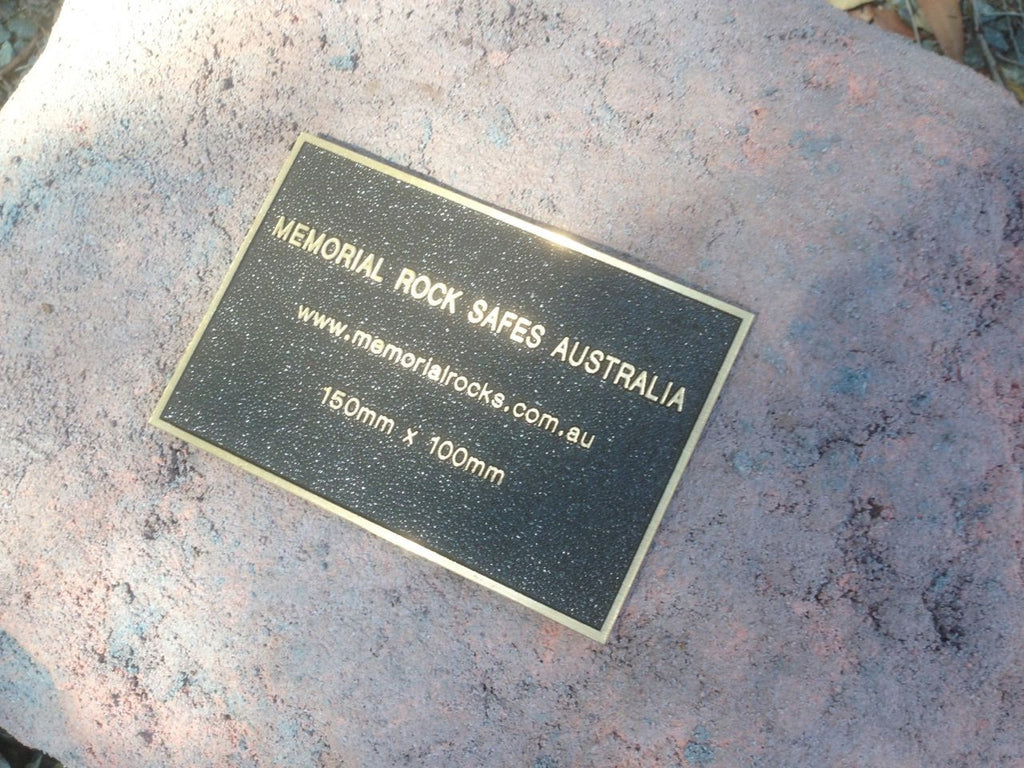 MEMORIAL ROCK SAFES AUSTRALIA
www.memorialrocks.com.au
150mm x 100mm